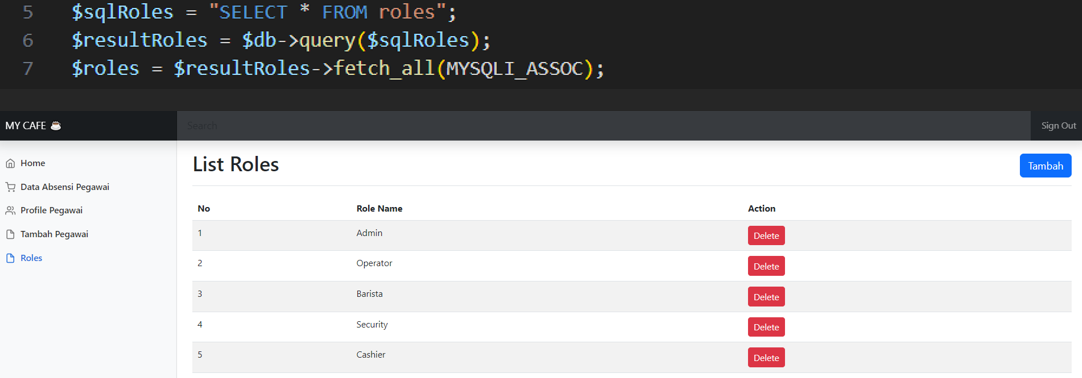 5 $sqlRoles = "SELECT * FROM roles";
6 $resultRoles = $db->query($sqlRoles);
7 $roles = $resultRoles->fetch_all(MYSQLI_ASSOC);
MY CAFE ☕ Search Sign Out
Home
Data Absensi Pegawai
Profile Pegawai
Tambah Pegawai
Roles
List Roles Tambah
No Role Name Action
1 Admin Delete
2 Operator Delete
3 Barista Delete
4 Security Delete
5 Cashier Delete